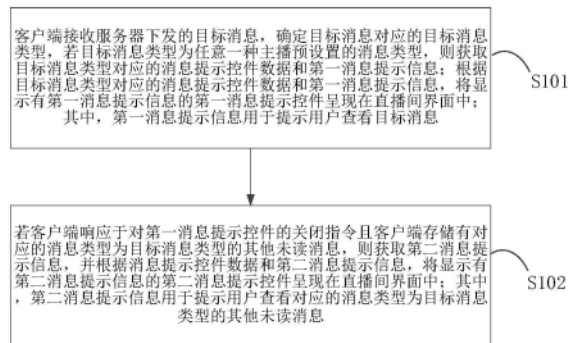 客户端接收服务器下发的目标消息，确定目标消息对应的目标消息
类型，若目标消息类型为任意一种主播预设置的消息类型，则获取
目标消息类型对应的消息提示控件数据和第一消息提示信息；根据
目标消息类型对应的消息提示控件数据和第一消息提示信息，将显
示有第一消息提示信息的第一消息提示控件呈现在直播间界面中；
其中，第一消息提示信息用于提示用户查看目标消息
S101
若客户端响应于对第一消息提示控件的关闭指令且客户端存储有对
应的消息类型为目标消息类型的其他未读消息，则获取第二消息提
示信息，并根据消息提示控件数据和第二消息提示信息，将显示有
第二消息提示信息的第二消息提示控件呈现在直播间界面中；其中
，第二消息提示信息用于提示用户查看对应的消息类型为目标消息
类型的其他未读消息
S102